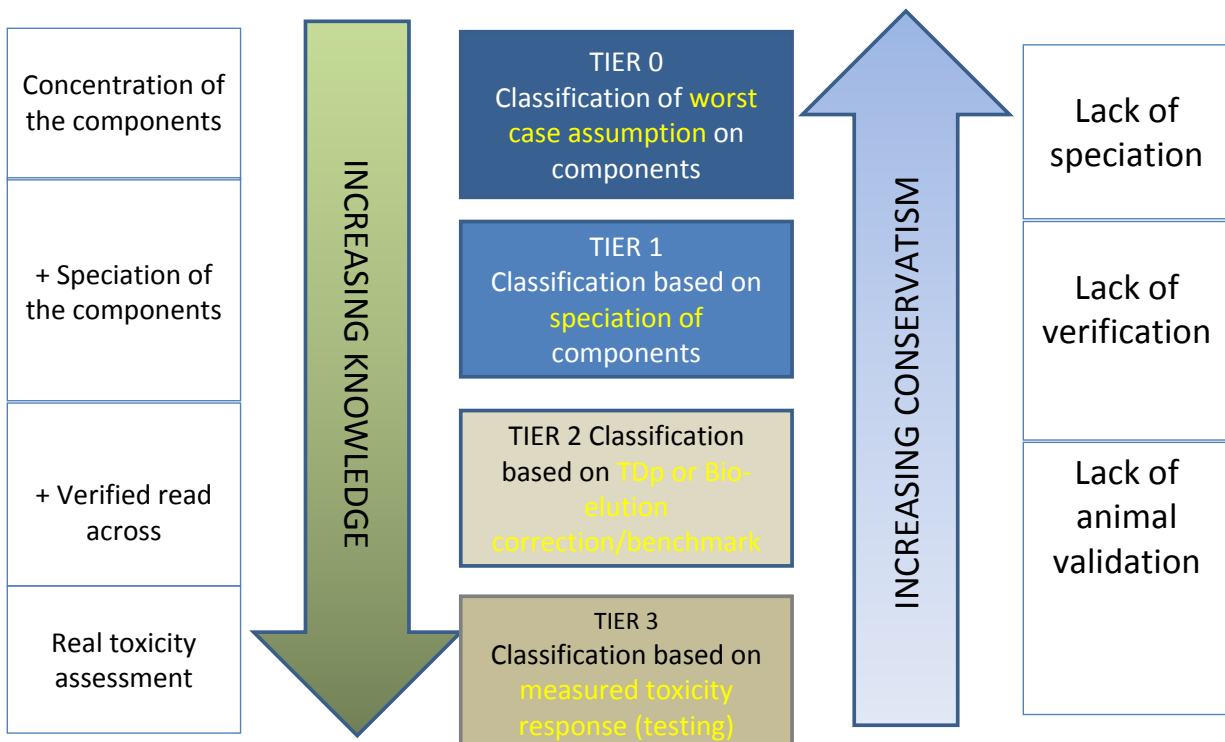 Concentration of
the components
+ Speciation of
the components
+ Verified read
across
Real toxicity
assessment
INCREASING KNOWLEDGE
TIER 0
Classification of worst
case assumption on
components
TIER 1
Classification based on
speciation of
components
TIER 2 Classification
based on TDp or Bio-
elution
correction/benchmark
TIER 3
Classification based on
measured toxicity
response (testing)
INCREASING CONSERVATISM
Lack of
speciation
Lack of
verification
Lack of
animal
validation